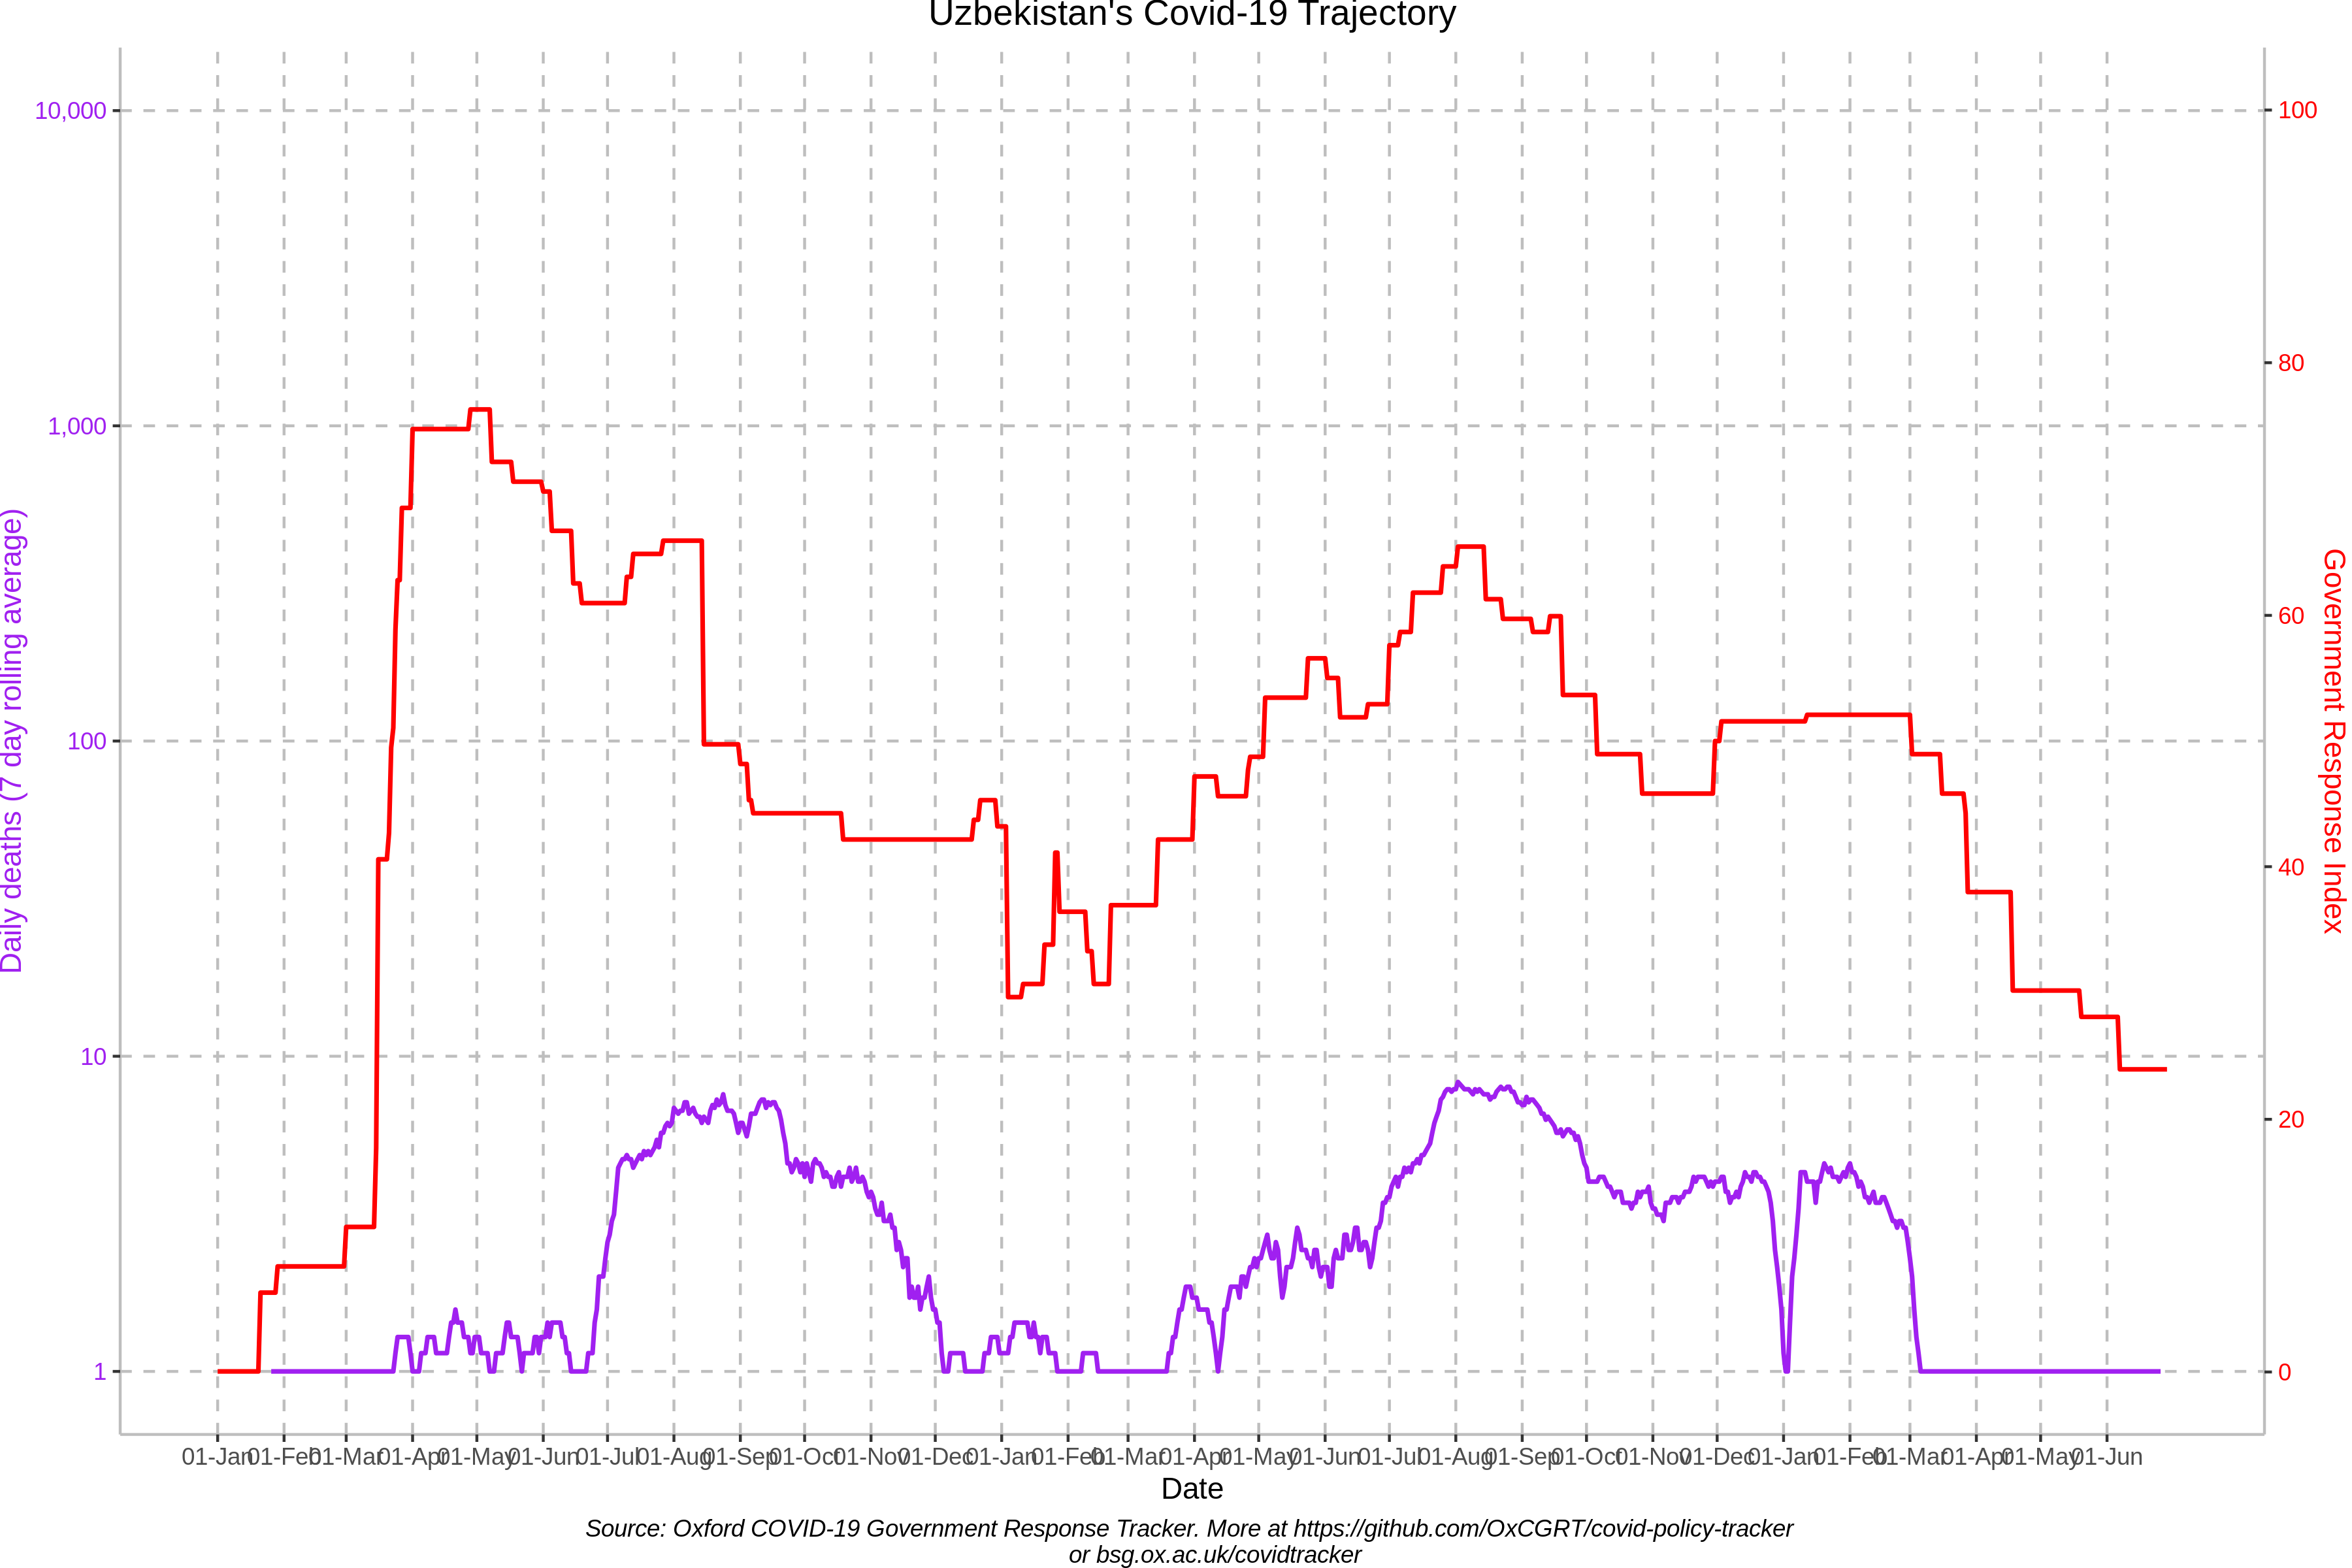 Uzbekistan's Covid-19 Trajectory
10,000
1,000
100
10
1
Daily deaths (7 day rolling average)
100
80
60
40
20
0
Government Response Index
01-Jan 01-Feb 01-Mar 01-Apr 01-May 01-Jun 01-Jul 01-Aug 01-Sep 01-Oct 01-Nov 01-Dec 01-Jan 01-Feb 01-Mar 01-Apr 01-May 01-Jun 01-Jul 01-Aug 01-Sep 01-Oct 01-Nov 01-Dec 01-Jan 01-Feb 01-Mar 01-Apr 01-May 01-Jun
Date
Source: Oxford COVID-19 Government Response Tracker. More at https://github.com/OxCGRT/covid-policy-tracker
or bsg.ox.ac.uk/covidtracker